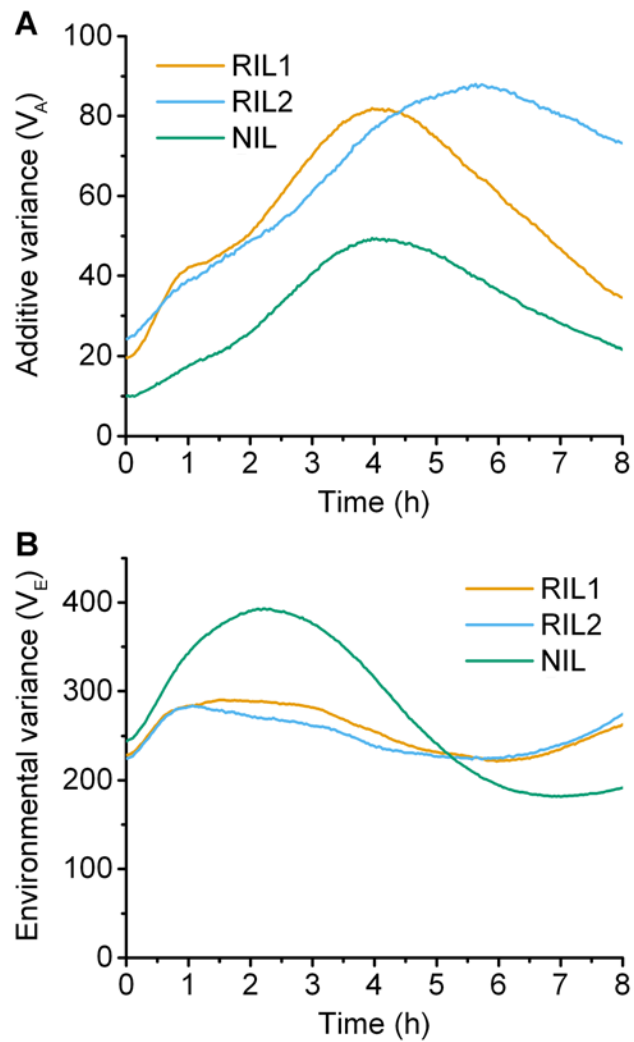 A
Additive variance (V_A)
100
80
60
40
20
0
RIL1
RIL2
NIL
0 1 2 3 4 5 6 7 8
Time (h)
B
Environmental variance (V_E)
400
300
200
100
0
RIL1
RIL2
NIL
0 1 2 3 4 5 6 7 8
Time (h)